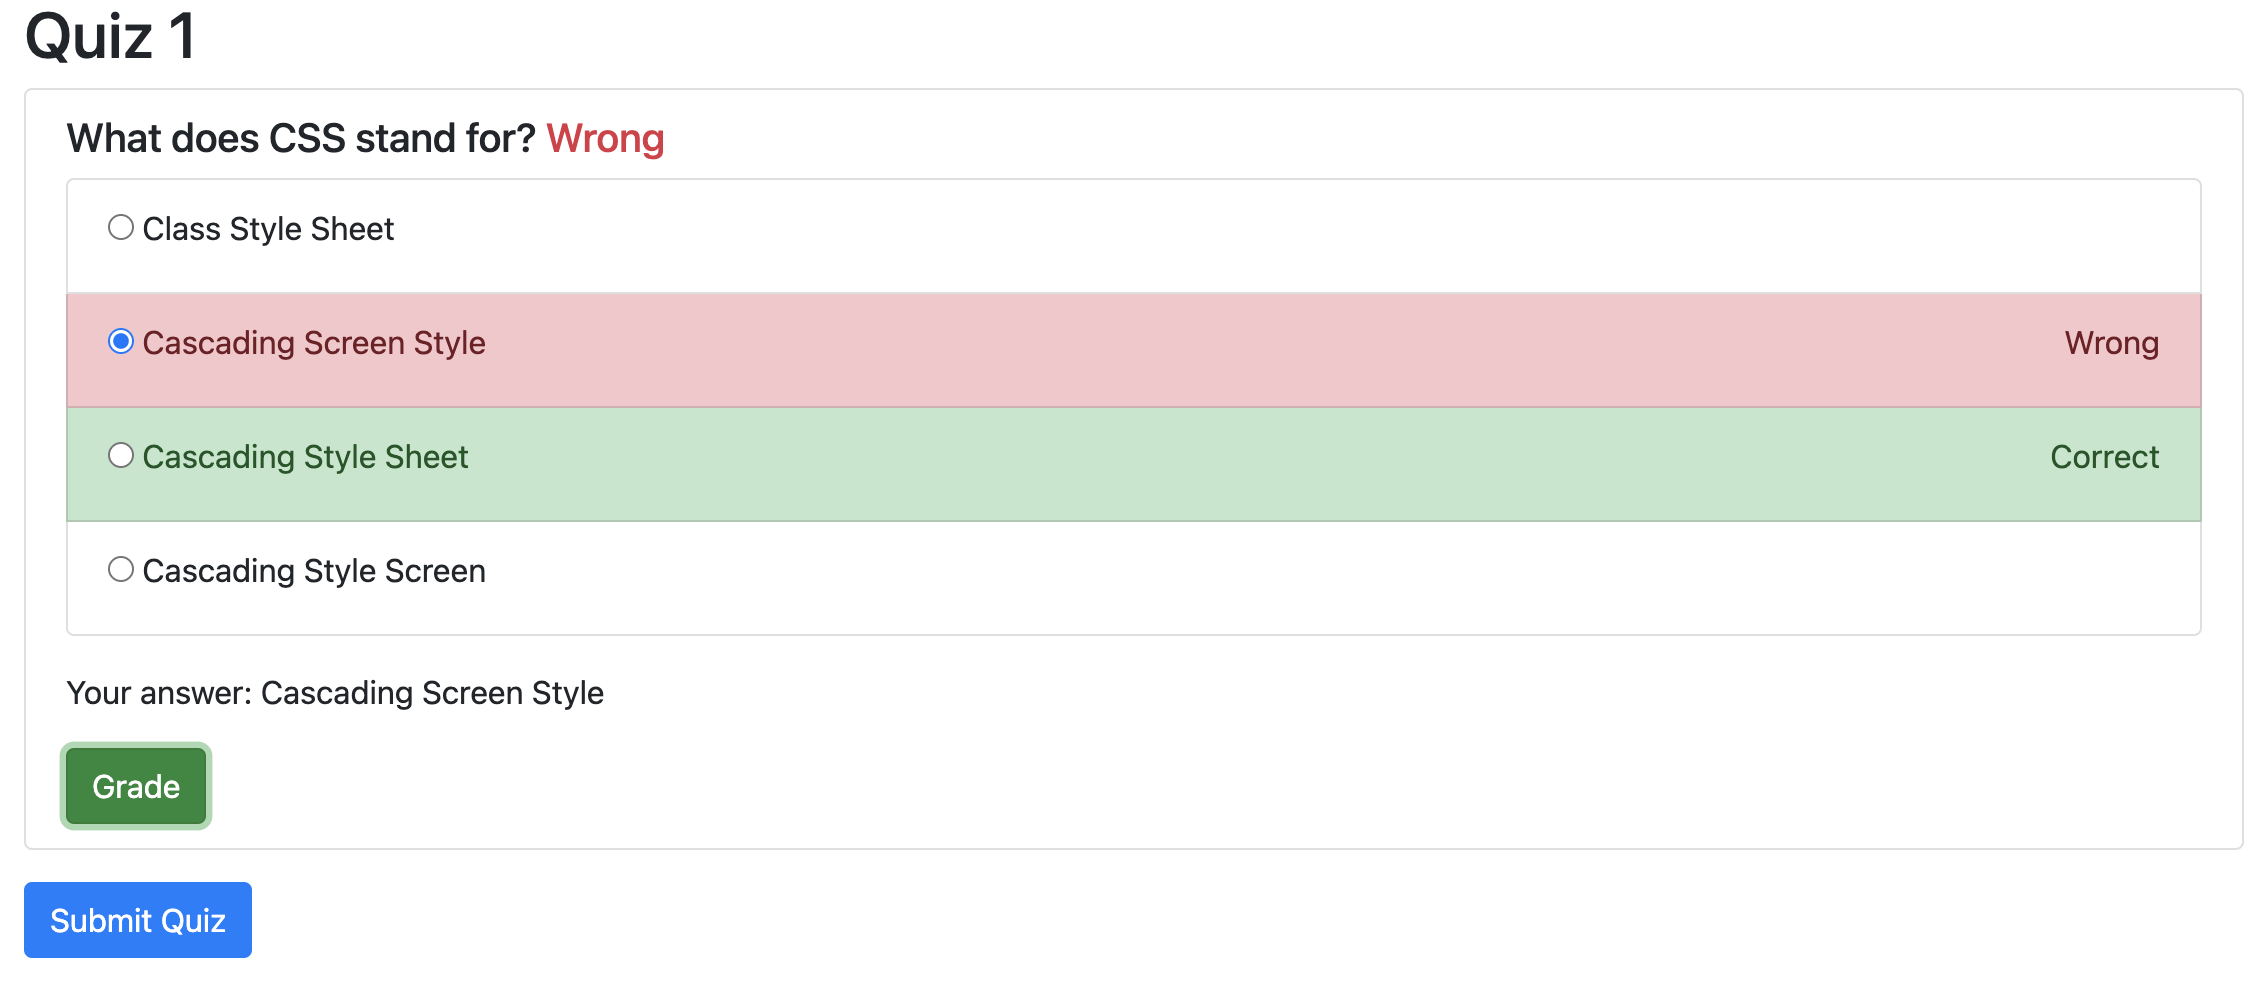 Quiz 1
What does CSS stand for? Wrong
Class Style Sheet
Cascading Screen Style Wrong
Cascading Style Sheet Correct
Cascading Style Screen
Your answer: Cascading Screen Style
Grade
Submit Quiz